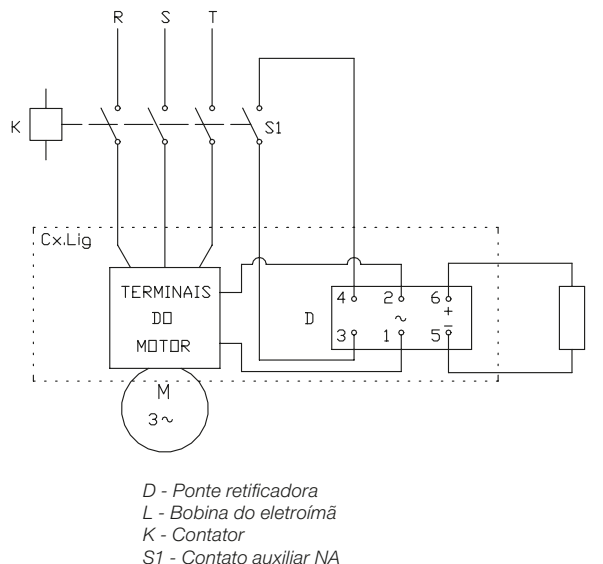 R S T
K
S1
Cx.Lig
TERMINAIS
DO
MOTOR
D
4 2 6
+
~
3 1 5
-
M
3~
D - Ponte retificadora
L - Bobina do eletroímã
K - Contator
S1 - Contato auxiliar NA